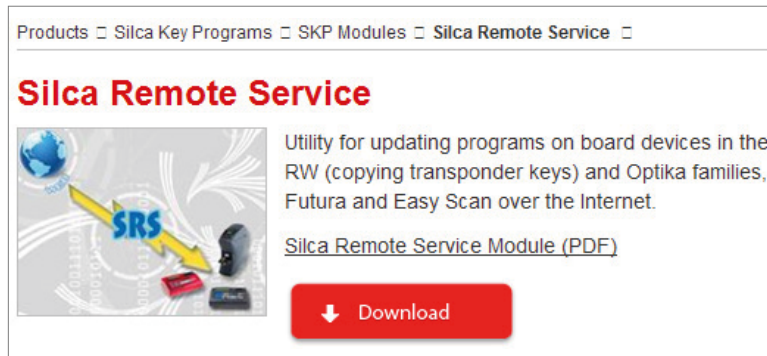 Products □ Silca Key Programs □ SKP Modules □ Silca Remote Service □
Silca Remote Service
SRS
Utility for updating programs on board devices in the
RW (copying transponder keys) and Optika families,
Futura and Easy Scan over the Internet.
Silca Remote Service Module (PDF)
Download